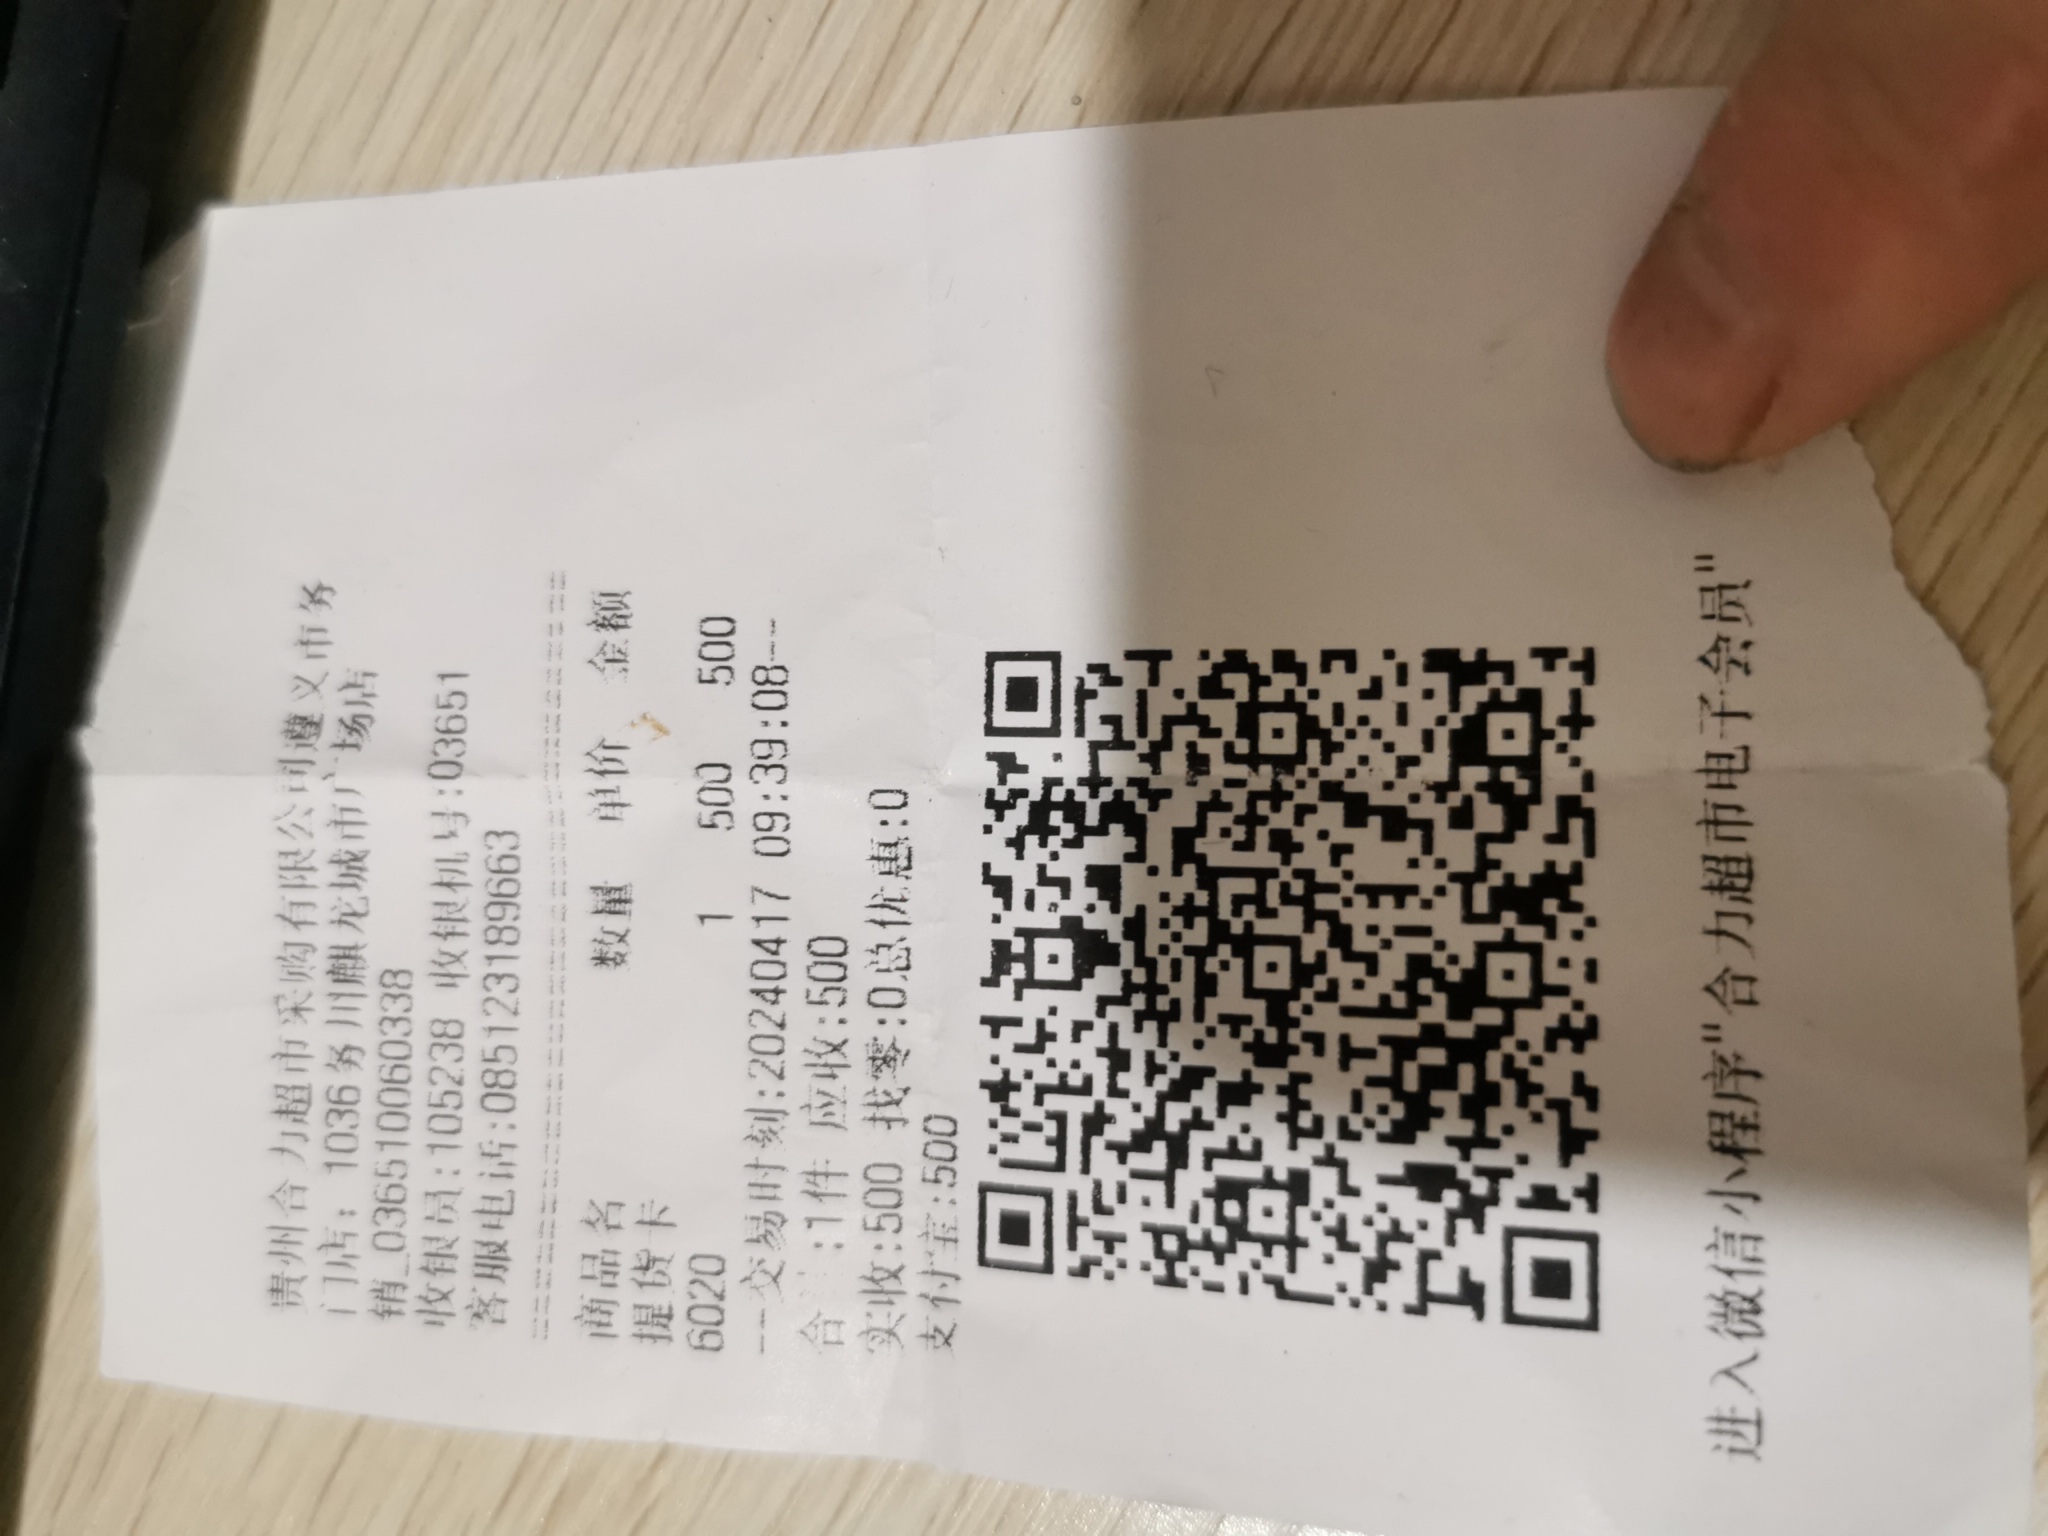 贵州合力超市采购有限公司遵义市务
门店：1036务川麒龙城市广场店
销_036510060338
收银员:105238 收银机号:03651
客服电话:085123189663
商品名 数量 单价 金额
提货卡
6020 1 500 500
---交易时刻:20240417 09:39:08---
合 :1件 应收:500
实收:500 找零:0总优惠:0
支付宝:500
进入微信小程序"合力超市电子会员"